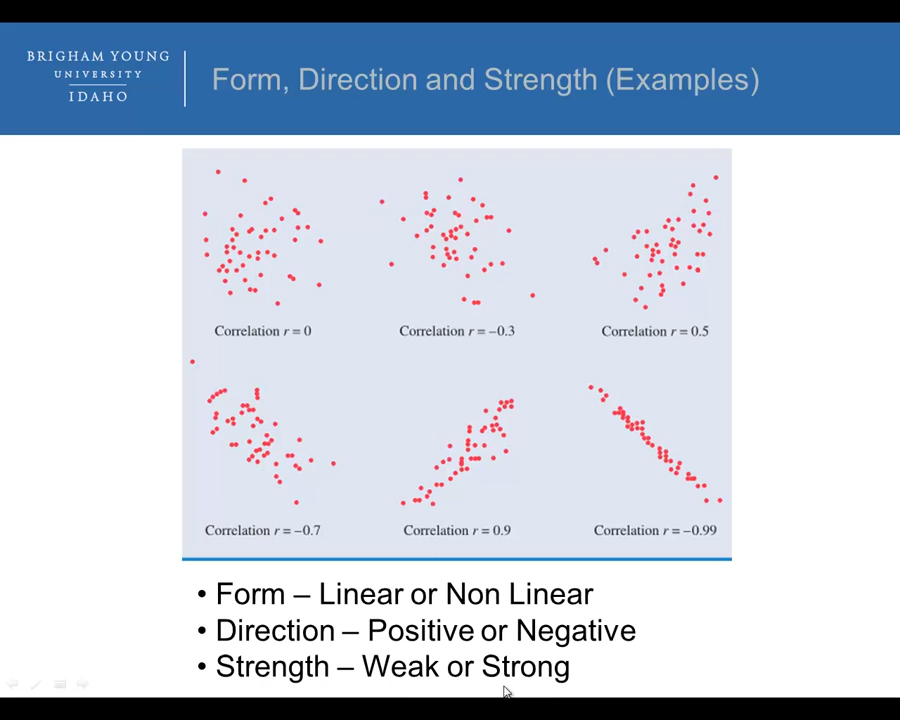 BRIGHAM YOUNG
UNIVERSITY
IDAHO
Form, Direction and Strength (Examples)
Correlation r = 0
Correlation r = −0.3
Correlation r = 0.5
Correlation r = −0.7
Correlation r = 0.9
Correlation r = −0.99
• Form – Linear or Non Linear
• Direction – Positive or Negative
• Strength – Weak or Strong